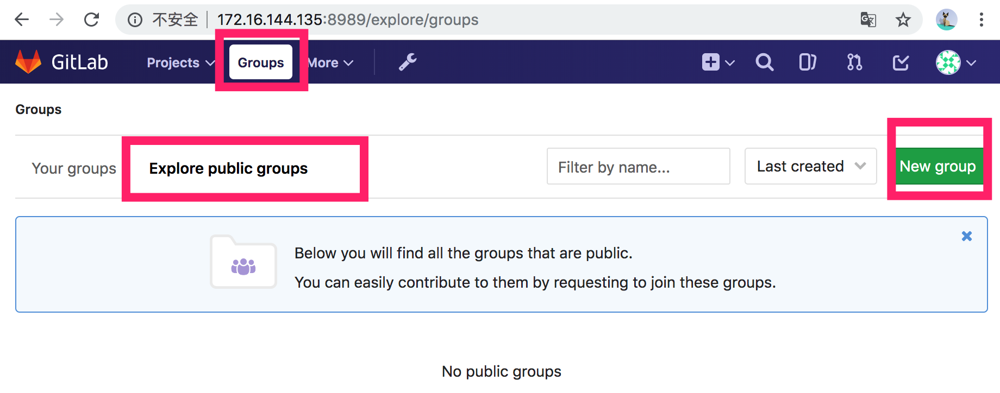 不安全 172.16.144.135:8989/explore/groups
GitLab Projects Groups More
Groups
Your groups Explore public groups Filter by name... Last created New group
Below you will find all the groups that are public.
You can easily contribute to them by requesting to join these groups.
No public groups